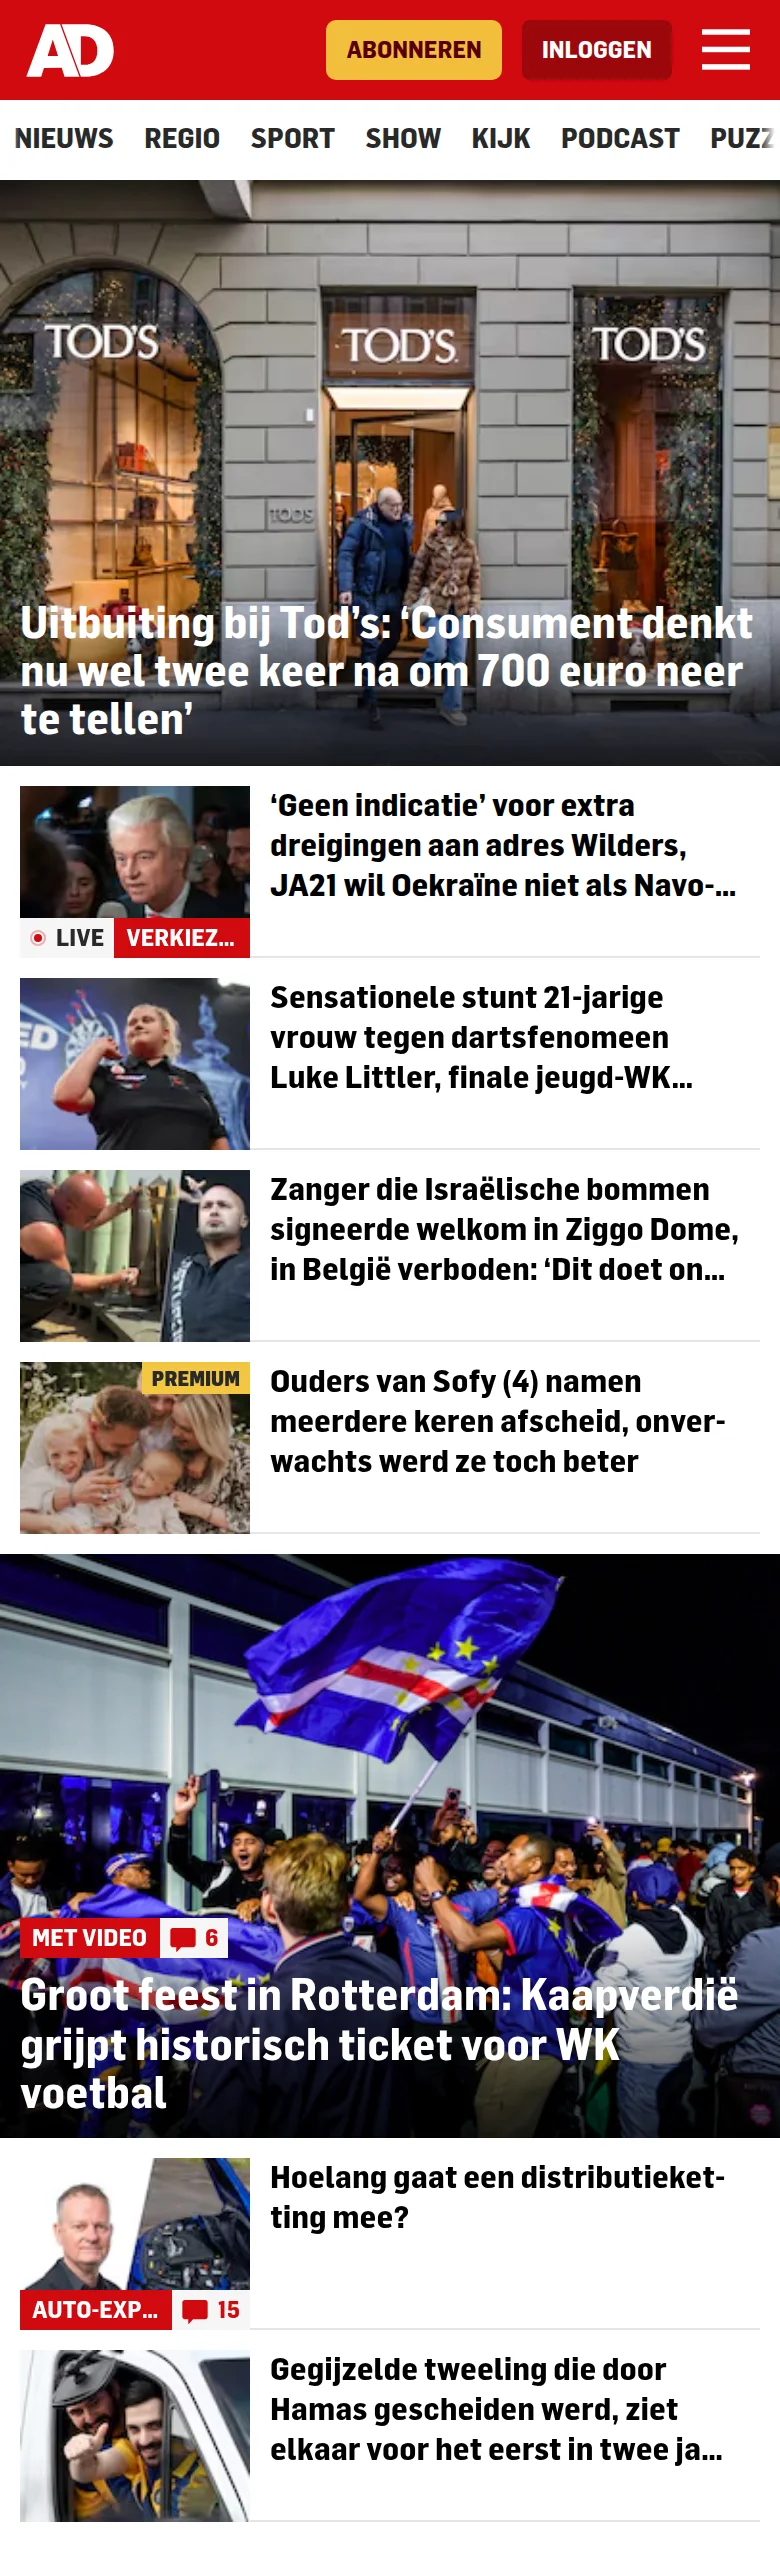 AD
ABONNEREN
INLOGGEN
NIEUWS REGIO SPORT SHOW KIJK PODCAST PUZZ
TOD'S
TOD'S
TOD'S
TOD'S
Uitbuiting bij Tod’s: ‘Consument denkt
nu wel twee keer na om 700 euro neer
te tellen’
‘Geen indicatie’ voor extra
dreigingen aan adres Wilders,
JA21 wil Oekraïne niet als Navo-...
LIVE VERKIEZ...
ED
Sensationele stunt 21-jarige
vrouw tegen dartsfenomeen
Luke Littler, finale jeugd-WK...
Zanger die Israëlische bommen
signeerde welkom in Ziggo Dome,
in België verboden: ‘Dit doet on...
PREMIUM
Ouders van Sofy (4) namen
meerdere keren afscheid, onver-
wachts werd ze toch beter
MET VIDEO 6
Groot feest in Rotterdam: Kaapverdië
grijpt historisch ticket voor WK
voetbal
Hoelang gaat een distributieket-
ting mee?
AUTO-EXP... 15
Gegijzelde tweeling die door
Hamas gescheiden werd, ziet
elkaar voor het eerst in twee ja...